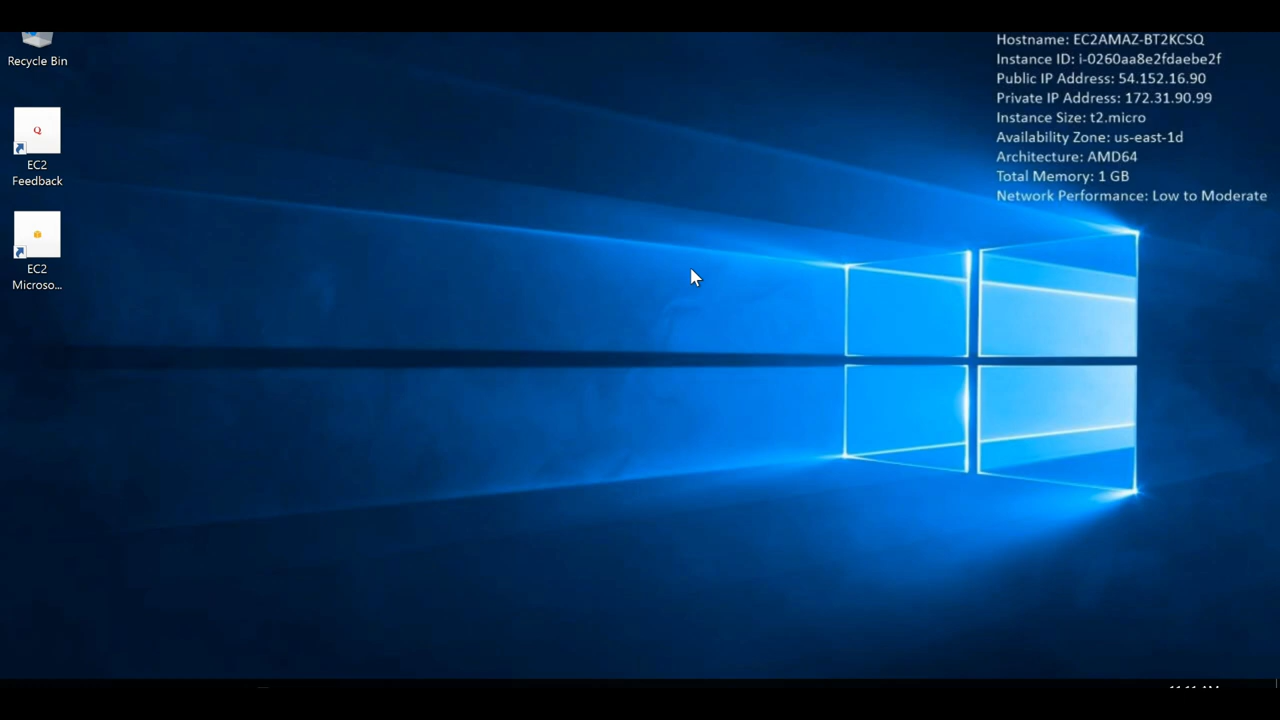 Recycle Bin
EC2
Feedback
EC2
Microso...
Hostname: EC2AMAZ-BT2KCSQ
Instance ID: i-0260aa8e2fdaebe2f
Public IP Address: 54.152.16.90
Private IP Address: 172.31.90.99
Instance Size: t2.micro
Availability Zone: us-east-1d
Architecture: AMD64
Total Memory: 1 GB
Network Performance: Low to Moderate